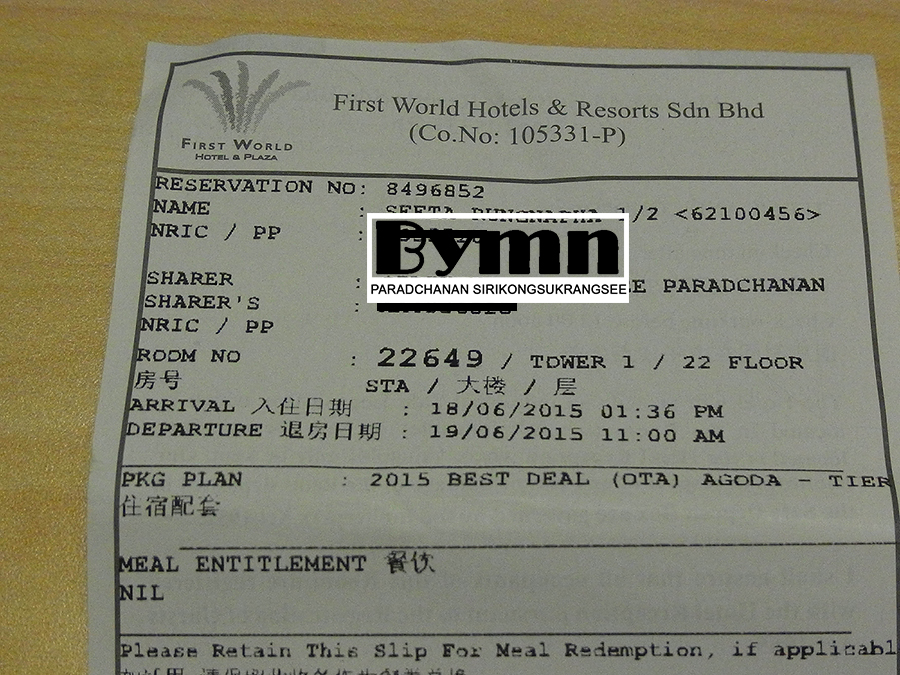 First World Hotels & Resorts Sdn Bhd
(Co.No: 105331-P)
FIRST WORLD
HOTEL & PLAZA
RESERVATION NO: 8496852
NAME : SEETA RUNGNAPHA 1/2 <62100456>
NRIC / PP :
Bymn
PARADCHANAN SIRIKONGSUKRANGSEE
SHARER : PARADCHANAN
SHARER'S :
NRIC / PP
ROOM NO : 22649 / TOWER 1 / 22 FLOOR
房号 STA / 大楼 / 层
ARRIVAL 入住日期 : 18/06/2015 01:36 PM
DEPARTURE 退房日期 : 19/06/2015 11:00 AM
PKG PLAN : 2015 BEST DEAL (OTA) AGODA - TIER
住宿配套
MEAL ENTITLEMENT 餐饮
NIL
Please Retain This Slip For Meal Redemption, if applicabl